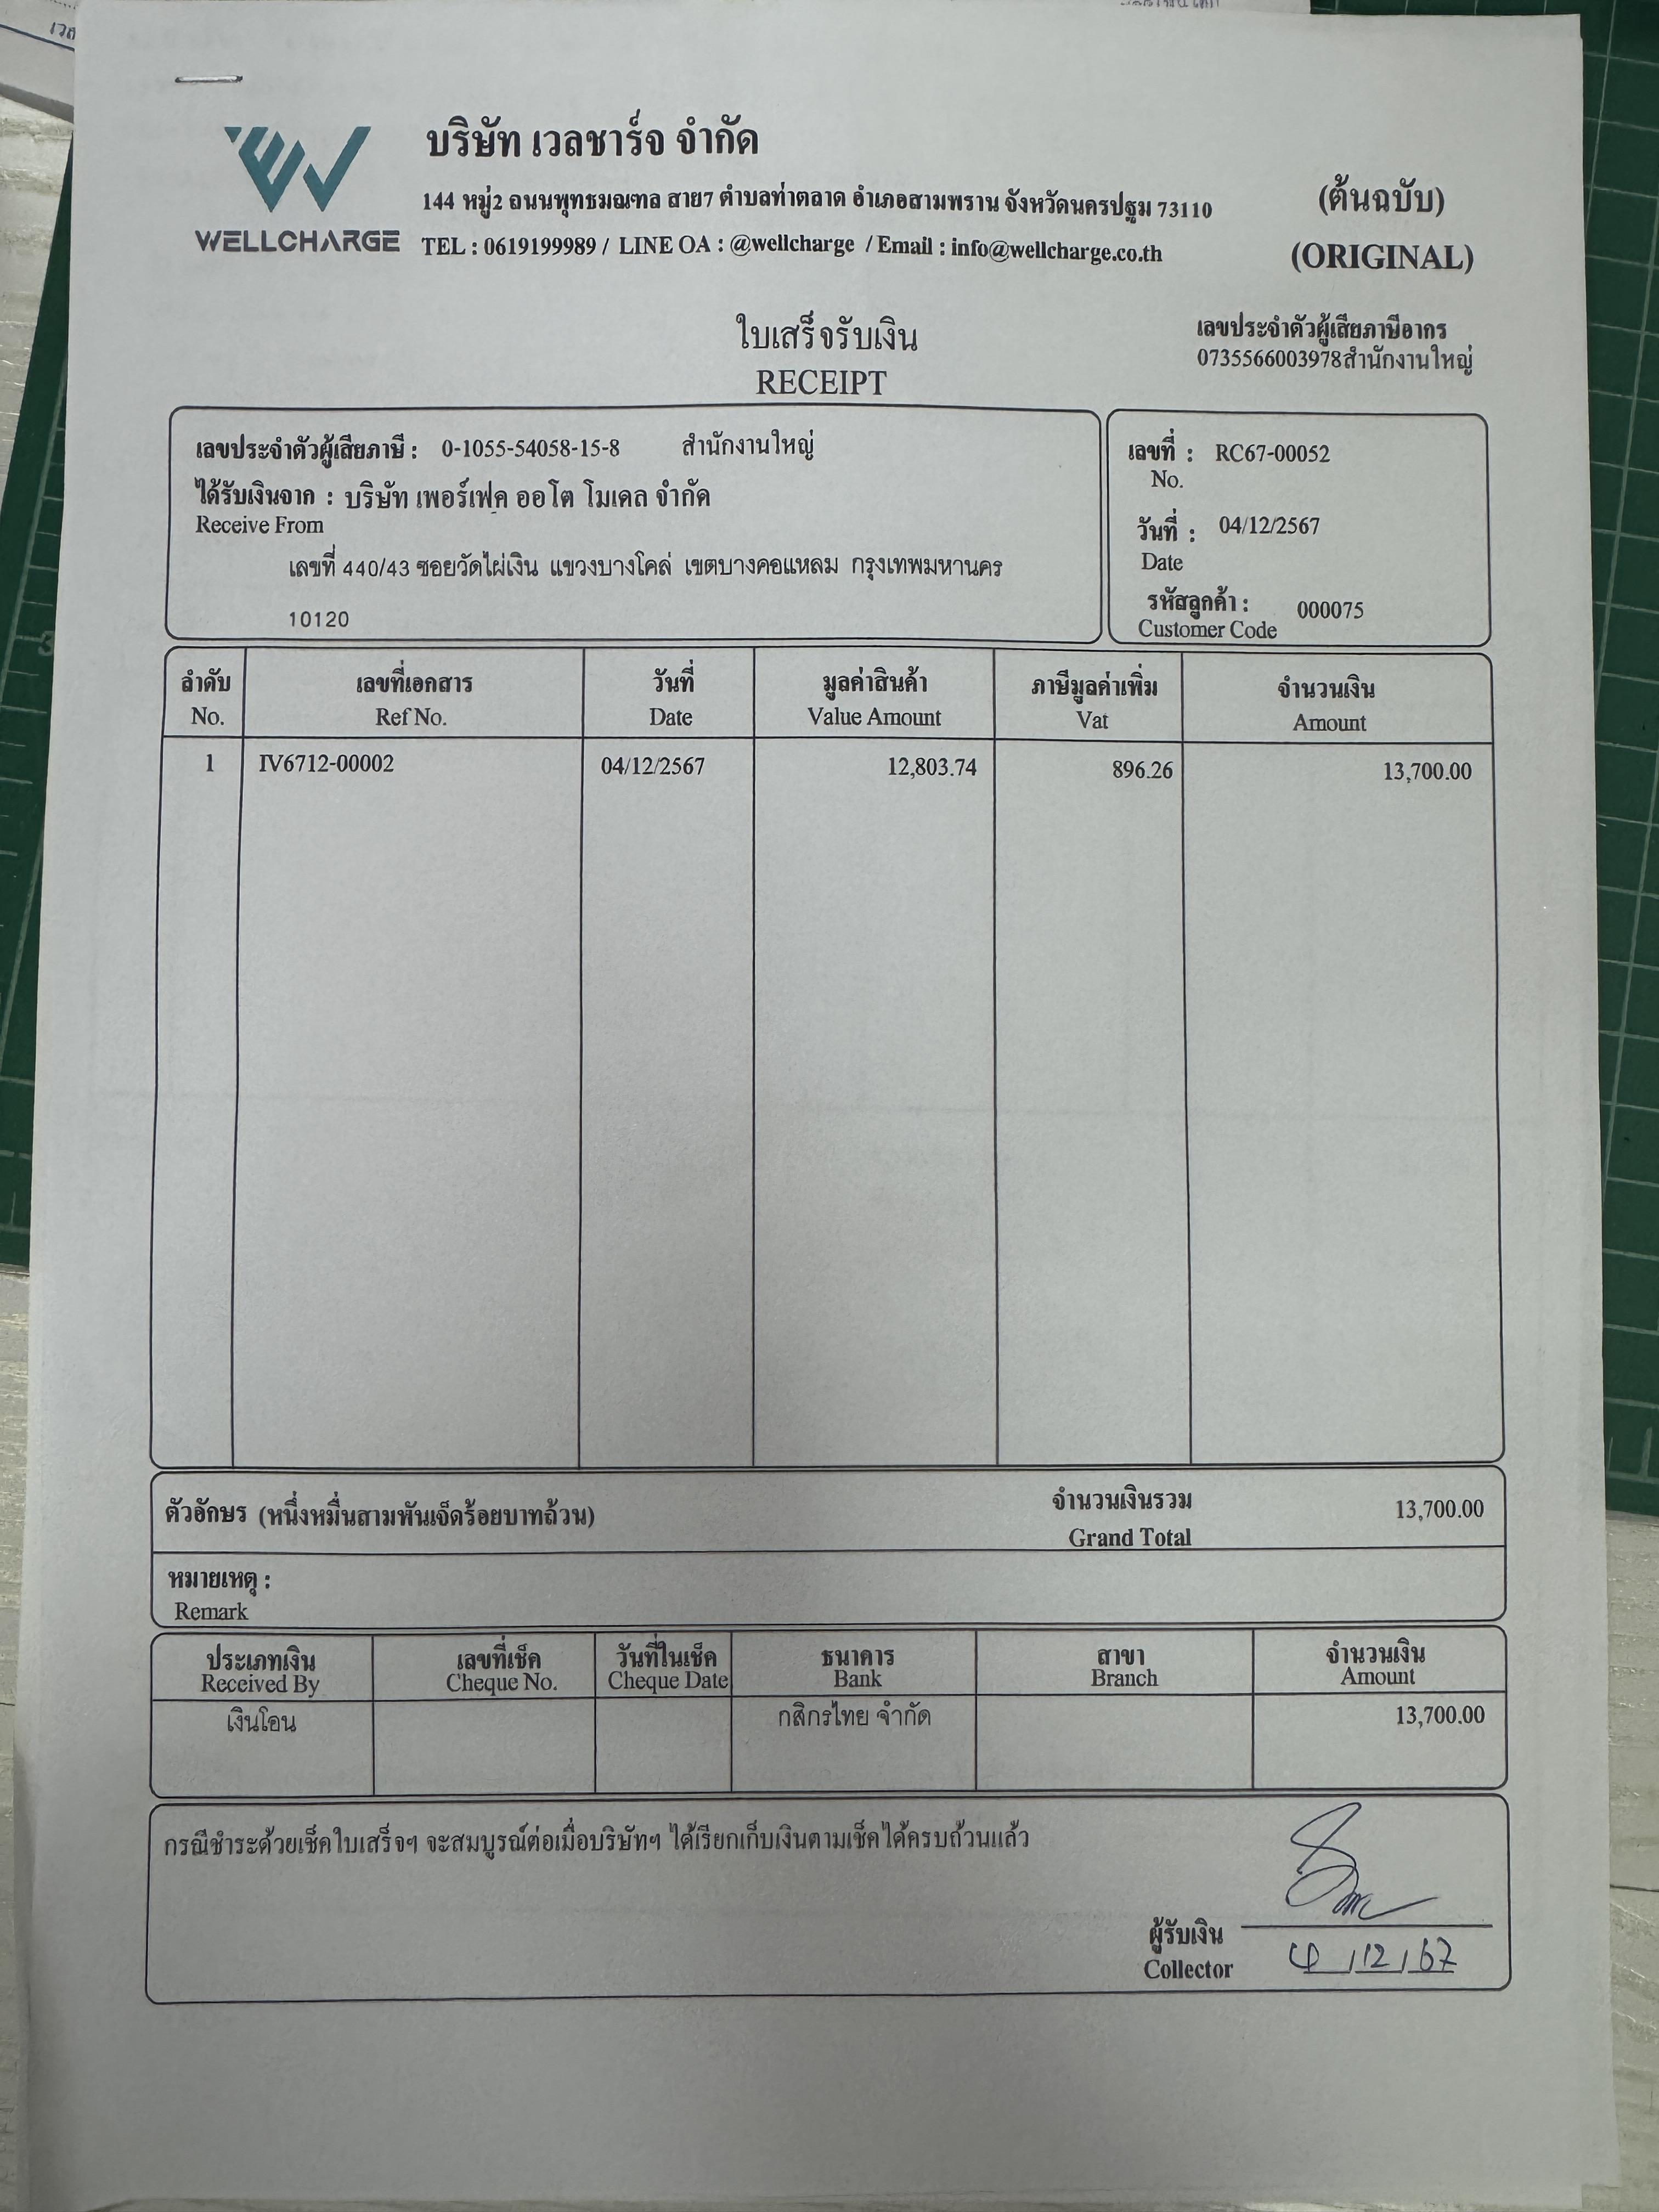 บริษัท เวลชาร์จ จำกัด
144 หมู่2 ถนนพุทธมณฑล สาย7 ตำบลท่าตลาด อำเภอสามพราน จังหวัดนครปฐม 73110
(ต้นฉบับ)
WELLCHARGE
TEL : 0619199989 / LINE OA : @wellcharge / Email : info@wellcharge.co.th
(ORIGINAL)
ใบเสร็จรับเงิน
RECEIPT
เลขประจำตัวผู้เสียภาษีอากร
0735566003978สำนักงานใหญ่
เลขประจำตัวผู้เสียภาษี : 0-1055-54058-15-8 สำนักงานใหญ่
ได้รับเงินจาก : บริษัท เพอร์เฟค ออโต โมเดล จำกัด
Receive From
เลขที่ 440/43 ซอยวัดไผ่เงิน แขวงบางโคล่ เขตบางคอแหลม กรุงเทพมหานคร
10120
เลขที่ : RC67-00052
No.
วันที่ : 04/12/2567
Date
รหัสลูกค้า : 000075
Customer Code
ลำดับ เลขที่เอกสาร วันที่ มูลค่าสินค้า ภาษีมูลค่าเพิ่ม จำนวนเงิน
No. Ref No. Date Value Amount Vat Amount
1 IV6712-00002 04/12/2567 12,803.74 896.26 13,700.00
ตัวอักษร (หนึ่งหมื่นสามพันเจ็ดร้อยบาทถ้วน) จำนวนเงินรวม 13,700.00
Grand Total
หมายเหตุ :
Remark
ประเภทเงิน เลขที่เช็ค วันที่ในเช็ค ธนาคาร สาขา จำนวนเงิน
Received By Cheque No. Cheque Date Bank Branch Amount
เงินโอน กสิกรไทย จำกัด 13,700.00
กรณีชำระด้วยเช็คใบเสร็จฯ จะสมบูรณ์ต่อเมื่อบริษัทฯ ได้เรียกเก็บเงินตามเช็คได้ครบถ้วนแล้ว
ผู้รับเงิน
Collector 4/12/67